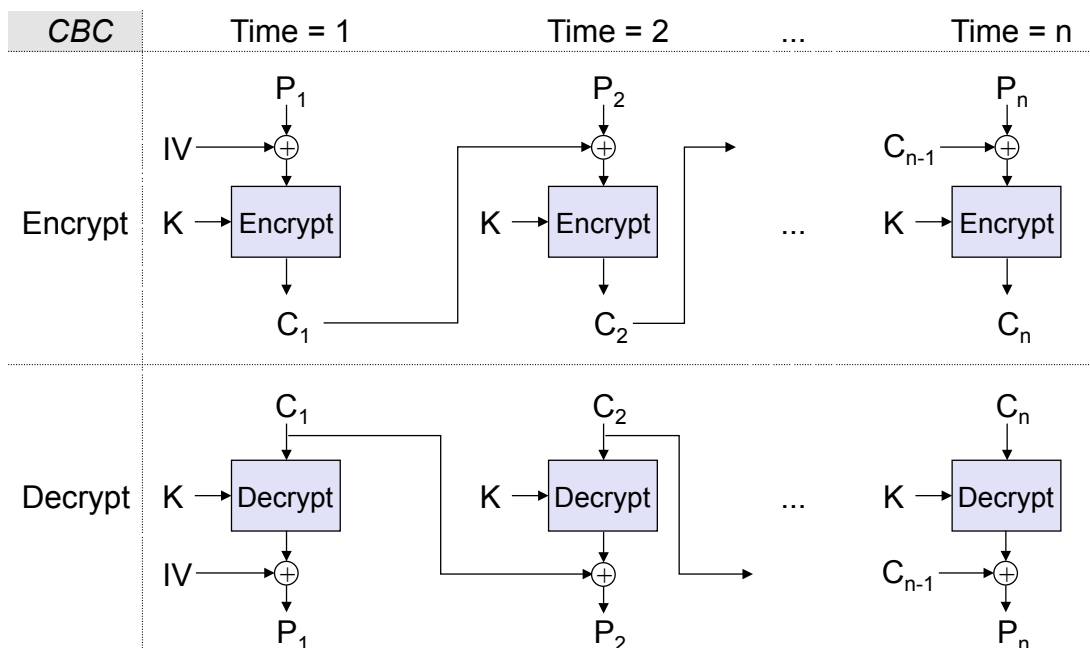 CBC Time = 1 Time = 2 ... Time = n
P1 P2 Pn
IV + + Cn-1 +
Encrypt K Encrypt K Encrypt ... K Encrypt
C1 C2 Cn
C1 C2 Cn
Decrypt K Decrypt K Decrypt ... K Decrypt
IV + + Cn-1 +
P1 P2 Pn